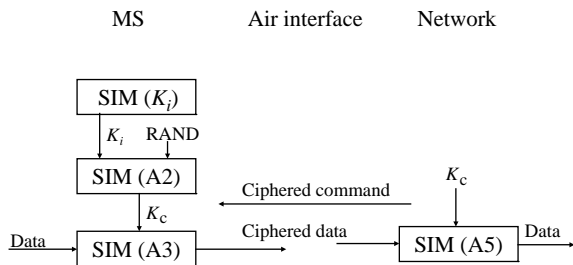 MS Air interface Network
SIM (Ki)
Ki RAND
SIM (A2)
Ciphered command
Kc
Kc
Data
SIM (A3)
Ciphered data
SIM (A5)
Data